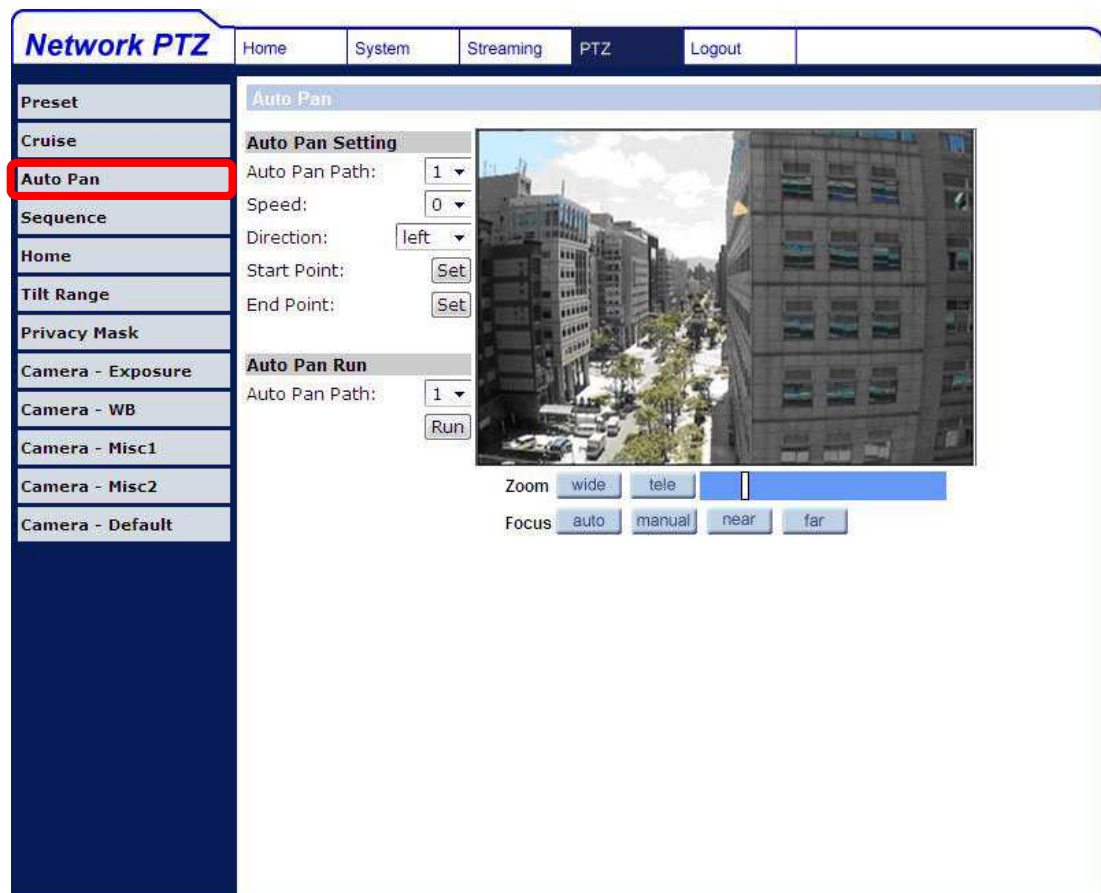 Network PTZ
Home System Streaming PTZ Logout
Preset
Cruise
Auto Pan
Sequence
Home
Tilt Range
Privacy Mask
Camera - Exposure
Camera - WB
Camera - Misc1
Camera - Misc2
Camera - Default
Auto Pan
Auto Pan Setting
Auto Pan Path: 1
Speed: 0
Direction: left
Start Point: Set
End Point: Set
Auto Pan Run
Auto Pan Path: 1
Run
Zoom wide tele
Focus auto manual near far